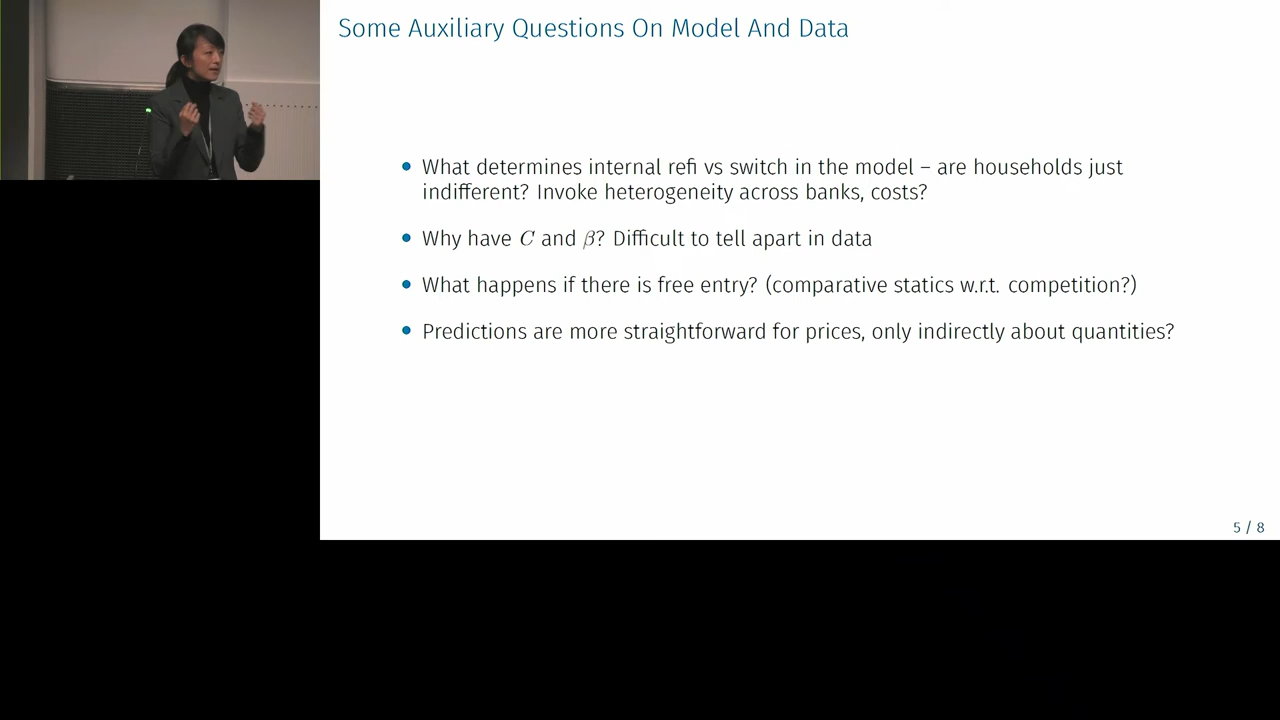 Some Auxiliary Questions On Model And Data
• What determines internal refi vs switch in the model – are households just
indifferent? Invoke heterogeneity across banks, costs?
• Why have C and β? Difficult to tell apart in data
• What happens if there is free entry? (comparative statics w.r.t. competition?)
• Predictions are more straightforward for prices, only indirectly about quantities?
5 / 8